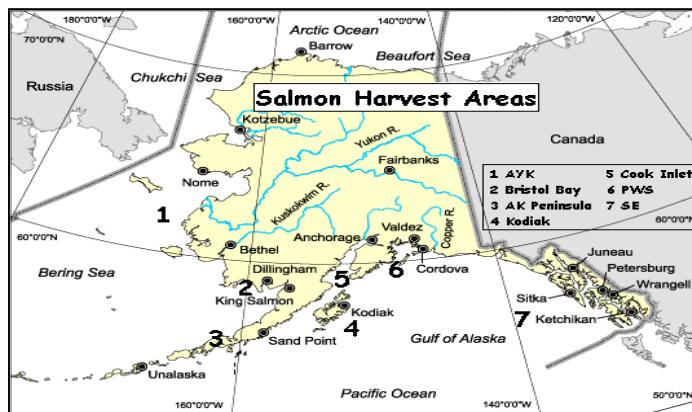 180°0'0"
160°0'0"W
Arctic Ocean
140°0'0"W
120°0'0"W
70°0'0"N
Barrow
Beaufort Sea
70°0'0"N
Russia
Chukchi Sea
Salmon Harvest Areas
Kotzebue
Yukon R.
Canada
Fairbanks
Nome
Kuskokwim R.
1 AYK
2 Bristol Bay
3 AK Peninsula
4 Kodiak
5 Cook Inlet
6 PWS
7 SE
1
60°0'0"N
Bethel
Anchorage
Valdez
Copper R.
60°0'0"
Bering Sea
Dillingham
5
6
Cordova
Juneau
2
King Salmon
Petersburg
Wrangell
Sitka
Kodiak
4
7
Ketchikan
3
Sand Point
Gulf of Alaska
Unalaska
Pacific Ocean
160°0'0"W
140°0'0"W
50°0'0"N